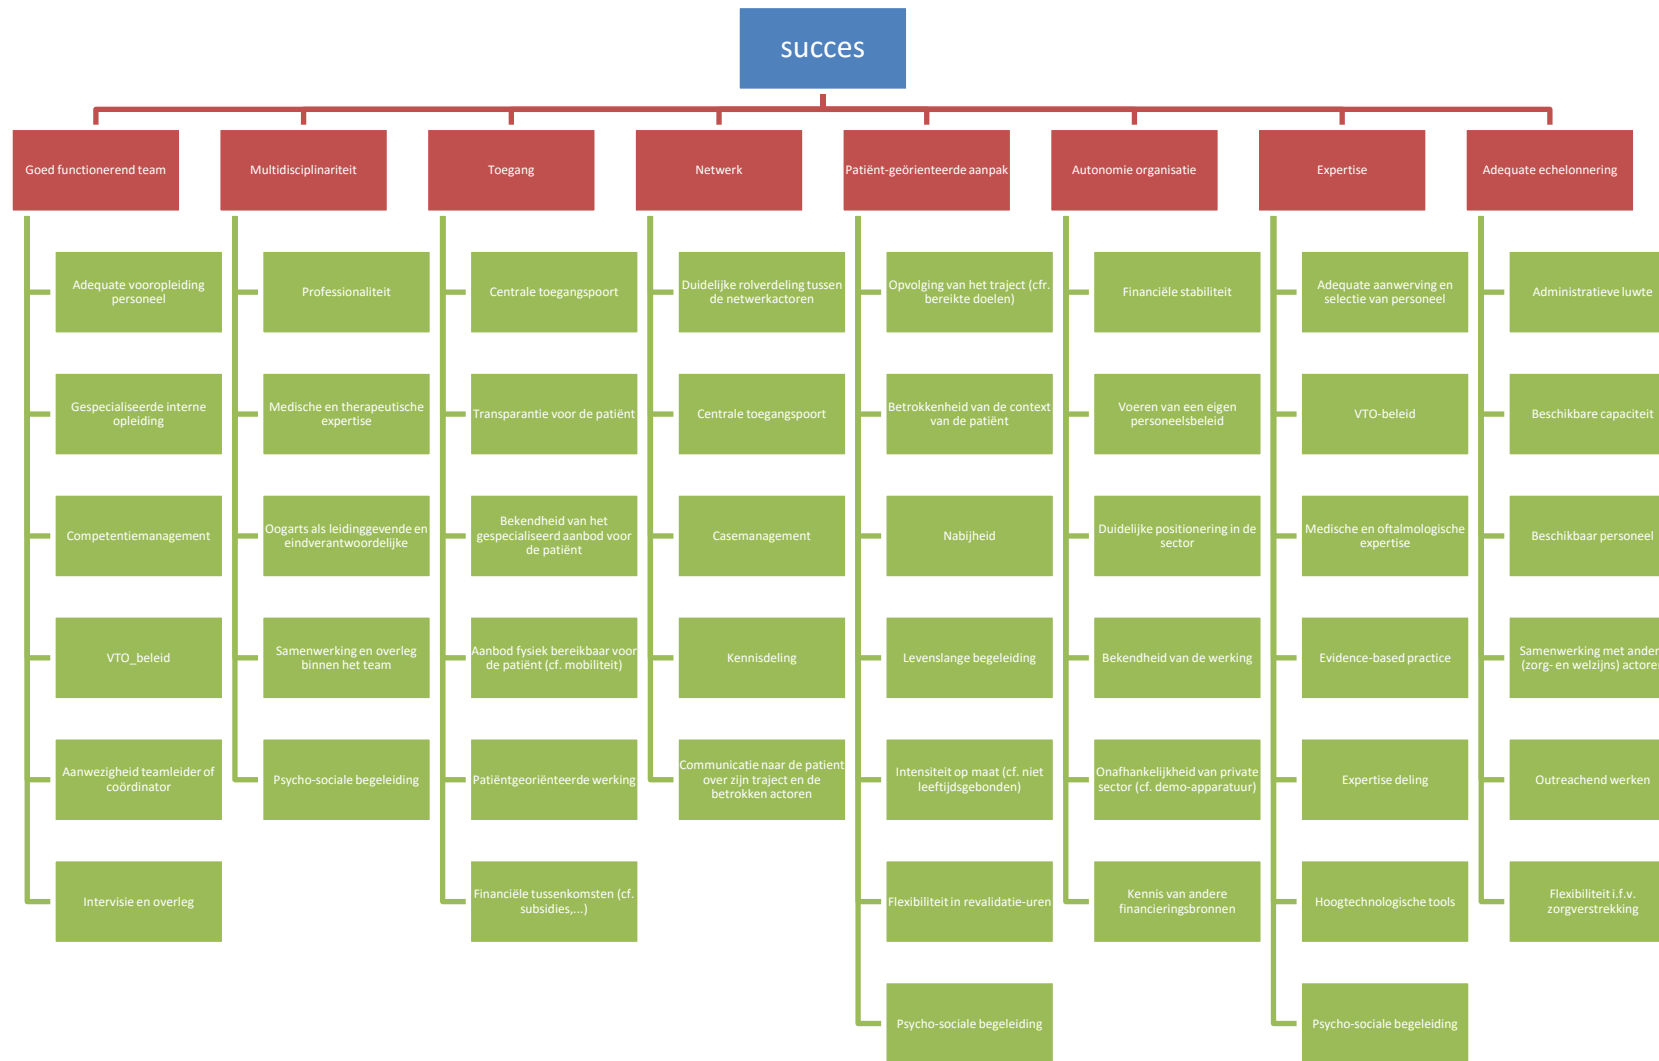 succes
Goed functionerend team
Multidisciplinariteit
Toegang
Netwerk
Patiënt-geörienteerde aanpak
Autonomie organisatie
Expertise
Adequate echelonnering
Adequate vooropleiding
personeel
Gespecialiseerde interne
opleiding
Competentiemanagement
VTO_beleid
Aanwezigheid teamleider of
coördinator
Intervisie en overleg
Professionaliteit
Medische en therapeutische
expertise
Oogarts als leidinggevende en
eindverantwoordelijke
Samenwerking en overleg
binnen het team
Psycho-sociale begeleiding
Centrale toegangspoort
Transparantie voor de patiënt
Bekendheid van het
gespecialiseerd aanbod voor
de patiënt
Aanbod fysiek bereikbaar voor
de patiënt (cf. mobiliteit)
Patiëntgeoriënteerde werking
Financiële tussenkomsten (cf.
subsidies,...)
Duidelijke rolverdeling tussen
de netwerkactoren
Centrale toegangspoort
Casemanagement
Kennisdeling
Communicatie naar de patient
over zijn traject en de
betrokken actoren
Opvolging van het traject (cfr.
bereikte doelen)
Betrokkenheid van de context
van de patiënt
Nabijheid
Levenslange begeleiding
Intensiteit op maat (cf. niet
leeftijdsgebonden)
Flexibiliteit in revalidatie-uren
Psycho-sociale begeleiding
Financiële stabiliteit
Voeren van een eigen
personeelsbeleid
Duidelijke positionering in de
sector
Bekendheid van de werking
Onafhankelijkheid van private
sector (cf. demo-apparatuur)
Kennis van andere
financieringsbronnen
Adequate aanwerving en
selectie van personeel
VTO-beleid
Medische en oftalmologische
expertise
Evidence-based practice
Expertise deling
Hoogtechnologische tools
Psycho-sociale begeleiding
Administratieve luwte
Beschikbare capaciteit
Beschikbaar personeel
Samenwerking met ander
(zorg- en welzijns) actore
Outreachend werken
Flexibiliteit i.f.v.
zorgverstrekking